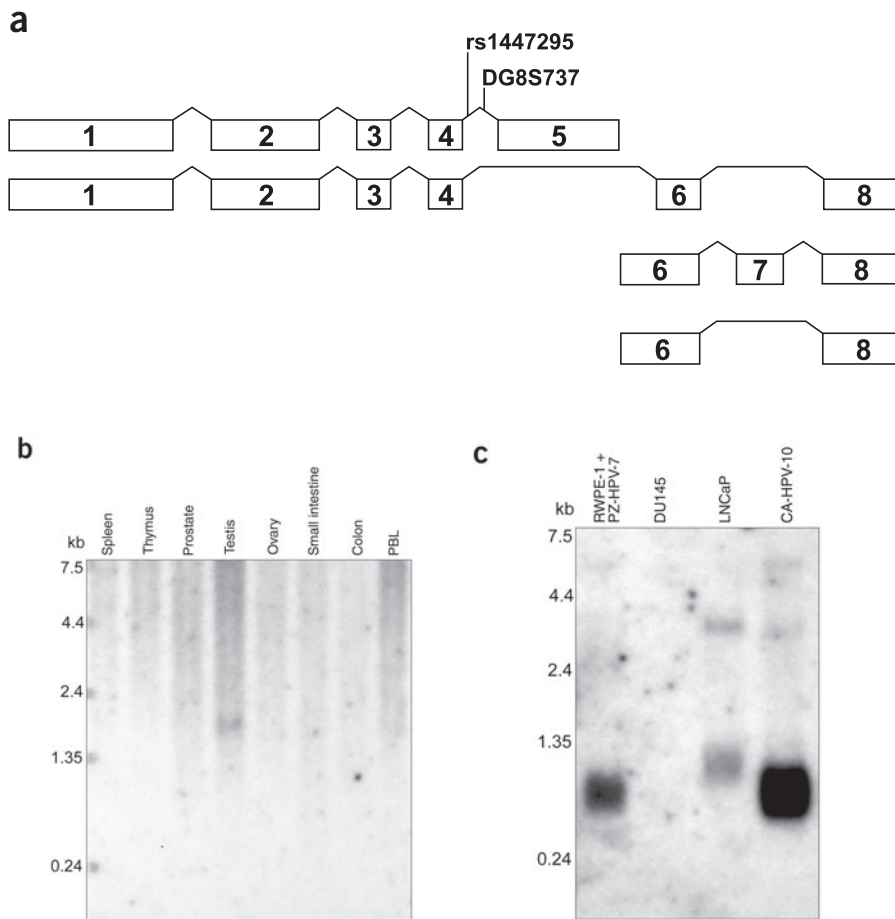 a
rs1447295
DG8S737
1 2 3 4 5
1 2 3 4 6 8
6 7 8
6 8
b
kb
Spleen
Thymus
Prostate
Testis
Ovary
Small intestine
Colon
PBL
7.5
4.4
2.4
1.35
0.24
c
kb
RWPE-1 +
PZ-HPV-7
DU145
LNCaP
CA-HPV-10
7.5
4.4
2.4
1.35
0.24